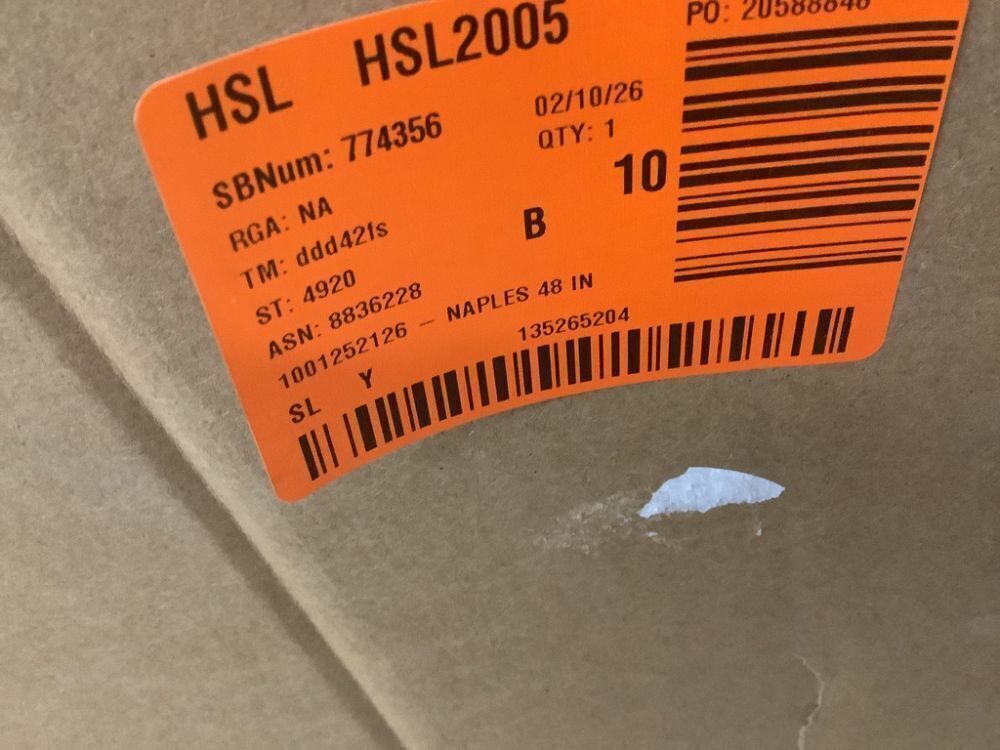 HSL HSL2005
PO: 20588848
SBNum: 774356
02/10/26
QTY: 1
RGA: NA
10
TM: ddd42fs
B
ST: 4920
ASN: 8836228
1001252126 – NAPLES 48 IN
SL Y 135265204